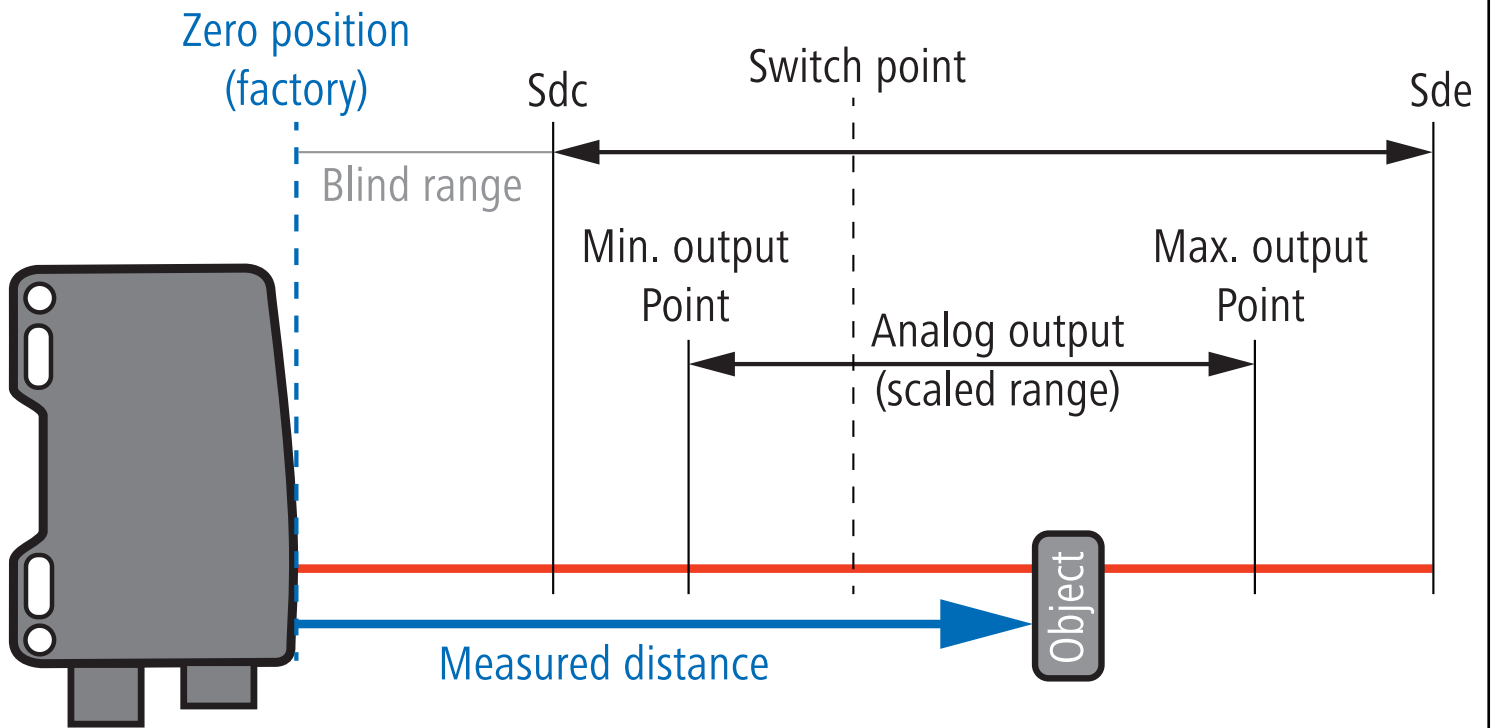 Zero position
(factory)
Sdc
Switch point
Sde
Blind range
Min. output
Point
Max. output
Point
Analog output
(scaled range)
Object
Measured distance